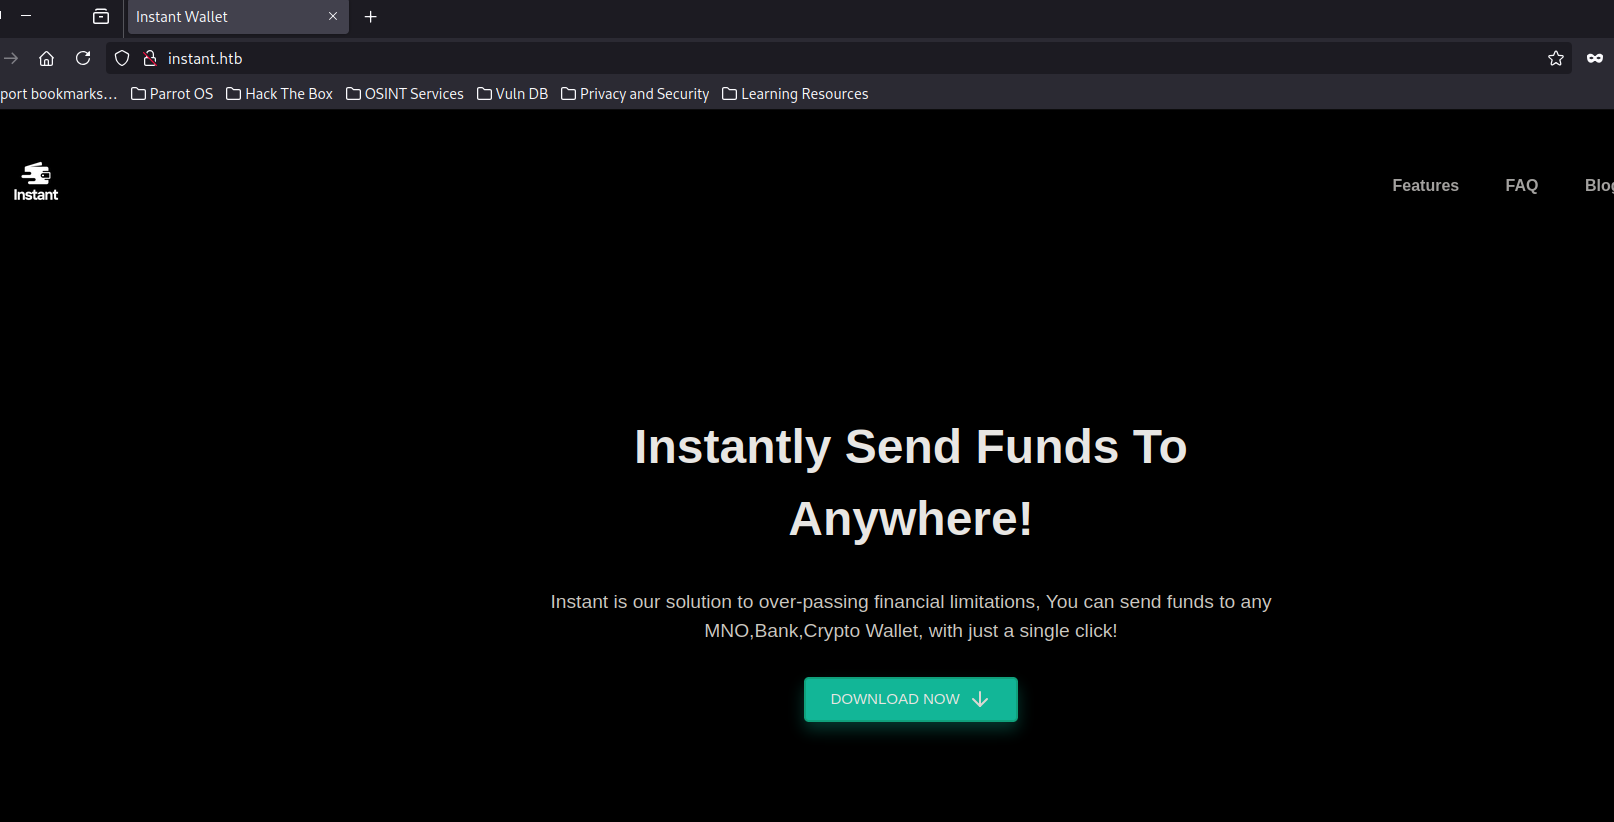 Instant Wallet
instant.htb
port bookmarks... Parrot OS Hack The Box OSINT Services Vuln DB Privacy and Security Learning Resources
Instant
Features FAQ Blog
Instantly Send Funds To
Anywhere!
Instant is our solution to over-passing financial limitations, You can send funds to any
MNO,Bank,Crypto Wallet, with just a single click!
DOWNLOAD NOW